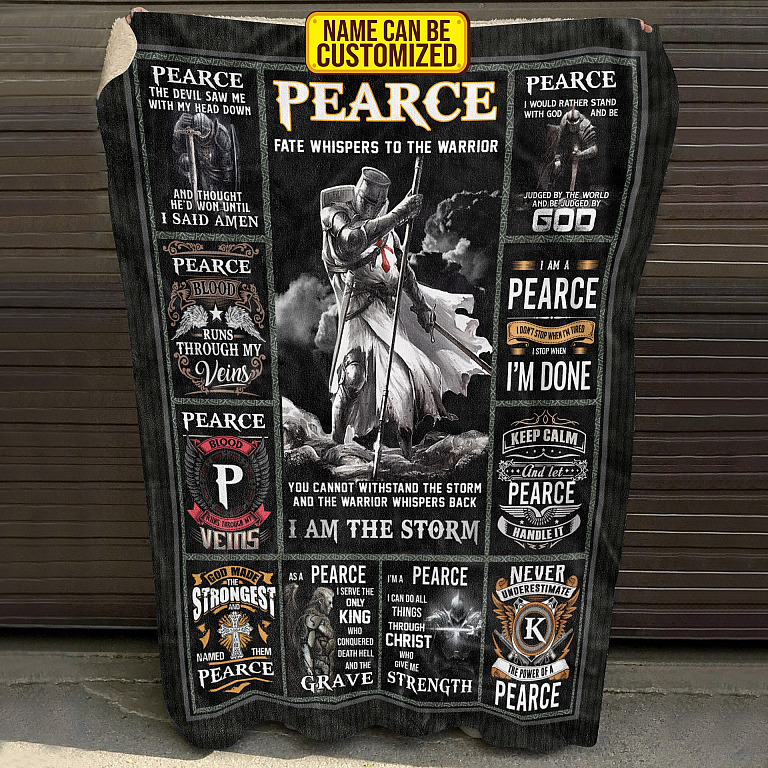 NAME CAN BE
CUSTOMIZED
PEARCE
THE DEVIL SAW ME
WITH MY HEAD DOWN
AND THOUGHT
HE'D WON UNTIL
I SAID AMEN
PEARCE
FATE WHISPERS TO THE WARRIOR
YOU CANNOT WITHSTAND THE STORM
AND THE WARRIOR WHISPERS BACK
I AM THE STORM
PEARCE
I WOULD RATHER STAND
WITH GOD AND BE
JUDGED BY THE WORLD
AND BE JUDGED BY
GOD
PEARCE
BLOOD
RUNS
THROUGH MY
Veins
I AM A
PEARCE
I DON'T STOP WHEN I'M TIRED
I STOP WHEN
I'M DONE
PEARCE
BLOOD
P
RUNS THROUGH MY
VEINS
KEEP CALM
And let
PEARCE
HANDLE IT
GOD MADE
THE
STRONGEST
AND
NAMED THEM
PEARCE
AS A PEARCE
I SERVE THE
ONLY
KING
WHO
CONQUERED
DEATH HELL
AND THE
GRAVE
I'M A PEARCE
I CAN DO ALL
THINGS
THROUGH
CHRIST
WHO
GIVE ME
STRENGTH
NEVER
UNDERESTIMATE
K
THE POWER OF A
PEARCE